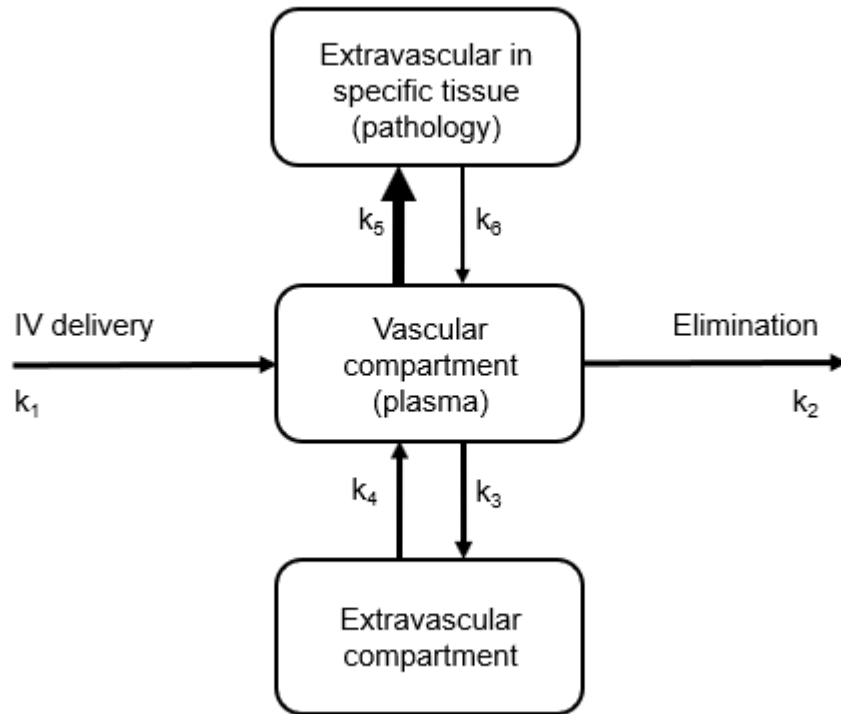 Extravascular in
specific tissue
(pathology)
k₅
k₆
IV delivery
k₁
Vascular
compartment
(plasma)
Elimination
k₂
k₄
k₃
Extravascular
compartment